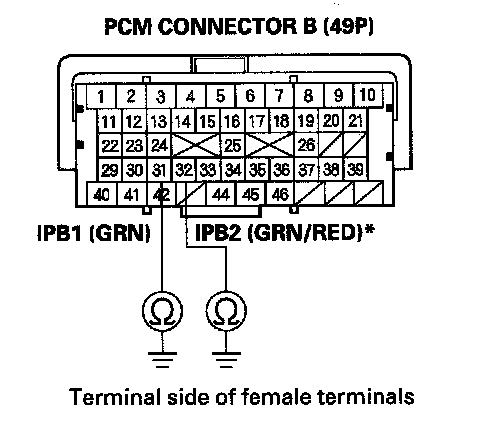 PCM CONNECTOR B (49P)
1 2 3 4 5 6 7 8 9 10
11 12 13 14 15 16 17 18 19 20 21
22 23 24 25 26
29 30 31 32 33 34 35 36 37 38 39
40 41 42 44 45 46
IPB1 (GRN) IPB2 (GRN/RED)*
Ω Ω
Terminal side of female terminals